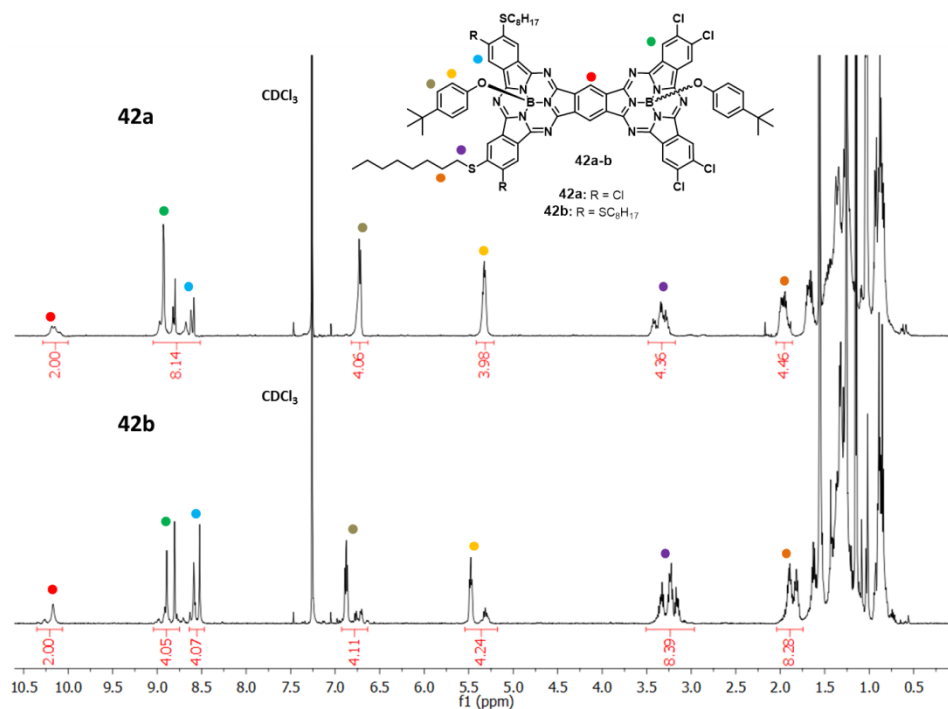 SC₈H₁₇
R
Cl
Cl
N
N
N
N
O
O
N
N
N
B
N
N
B
N
N
N
N
N
N
N
S
R
Cl
Cl
42a-b
42a: R = Cl
42b: R = SC₈H₁₇
CDCl₃
42a
2.00
8.14
4.06
3.98
4.36
4.46
CDCl₃
42b
2.00
4.05
4.07
4.11
4.24
8.39
8.28
10.5 10.0 9.5 9.0 8.5 8.0 7.5 7.0 6.5 6.0 5.5 5.0 4.5 4.0 3.5 3.0 2.5 2.0 1.5 1.0 0.5
f1 (ppm)